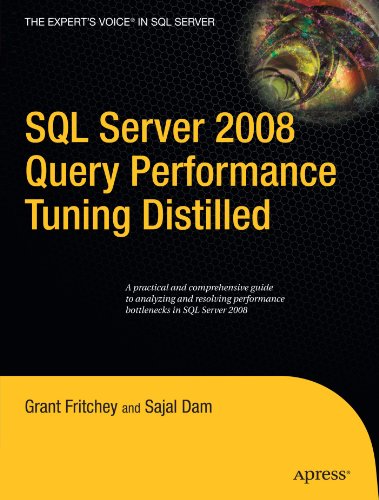 THE EXPERT'S VOICE® IN SQL SERVER
SQL Server 2008
Query Performance
Tuning Distilled
A practical and comprehensive guide
to analyzing and resolving performance
bottlenecks in SQL Server 2008
Grant Fritchey and Sajal Dam
Apress®